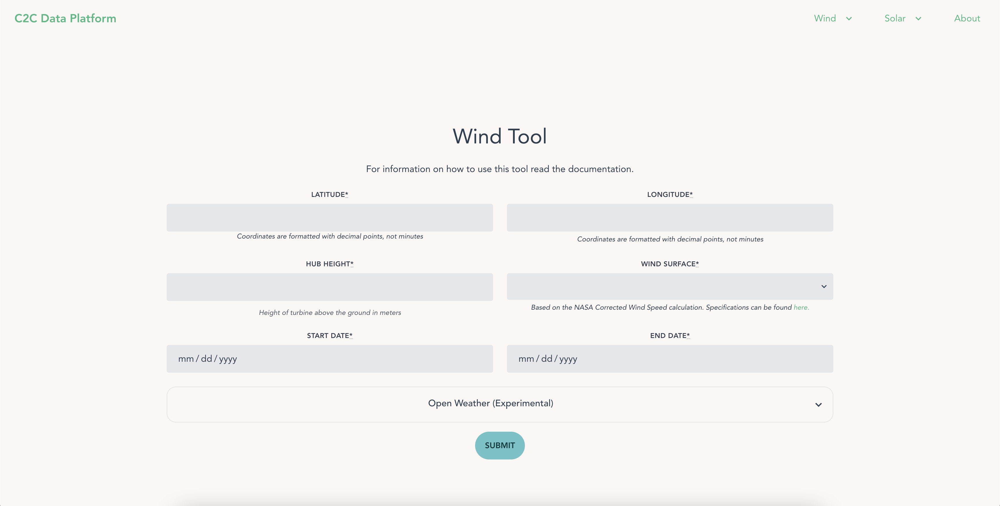 C2C Data Platform
Wind
Solar
About
Wind Tool
For information on how to use this tool read the documentation.
LATITUDE*
LONGITUDE*
Coordinates are formatted with decimal points, not minutes
Coordinates are formatted with decimal points, not minutes
HUB HEIGHT*
WIND SURFACE*
Height of turbine above the ground in meters
Based on the NASA Corrected Wind Speed calculation. Specifications can be found here.
START DATE*
END DATE*
mm / dd / yyyy
mm / dd / yyyy
Open Weather (Experimental)
SUBMIT